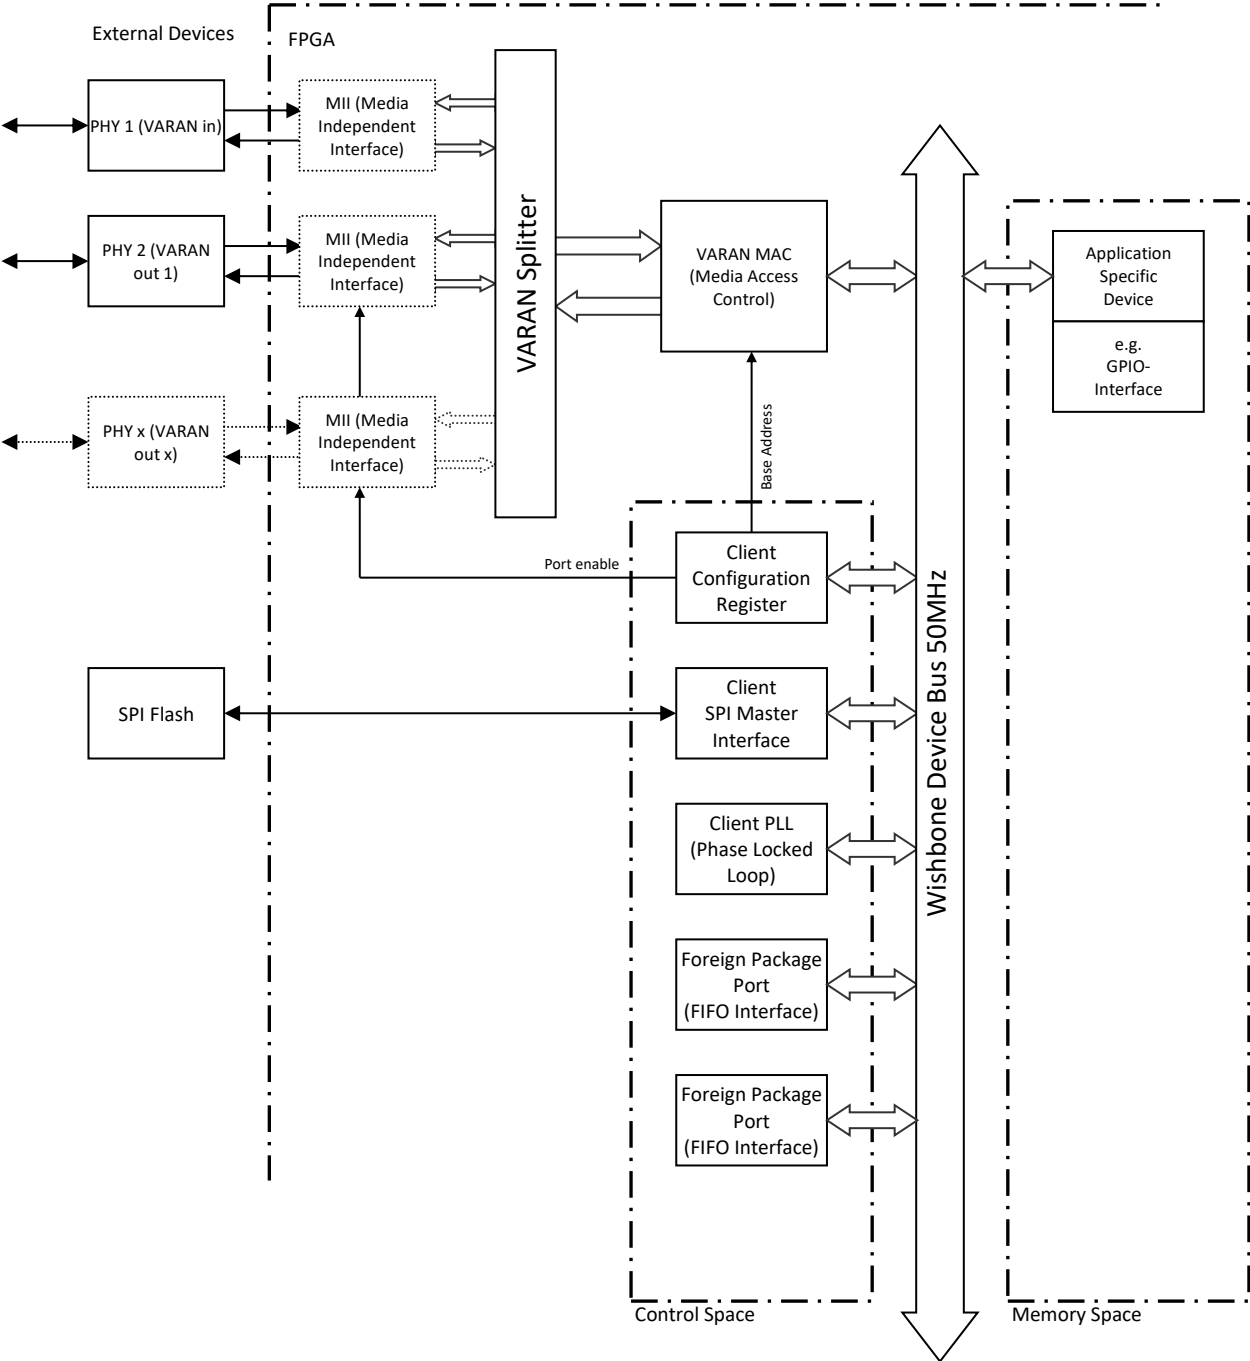 External Devices
FPGA
PHY 1 (VARAN in)
MII (Media
Independent
Interface)
VARAN Splitter
PHY 2 (VARAN
out 1)
MII (Media
Independent
Interface)
VARAN MAC
(Media Access
Control)
Application
Specific
Device
e.g.
GPIO-
Interface
PHY x (VARAN
out x)
MII (Media
Independent
Interface)
Base Address
Port enable
Client
Configuration
Register
Wishbone Device Bus 50MHz
SPI Flash
Client
SPI Master
Interface
Client PLL
(Phase Locked
Loop)
Foreign Package
Port
(FIFO Interface)
Foreign Package
Port
(FIFO Interface)
Control Space
Memory Space